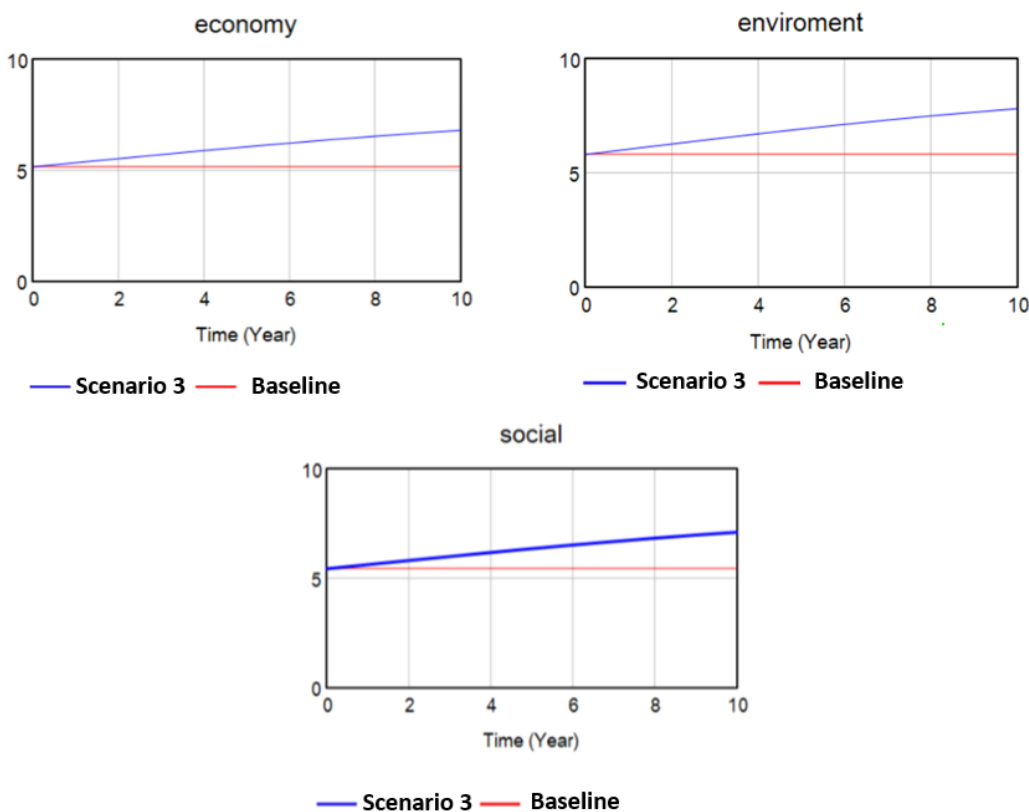 economy
10
5
0
0 2 4 6 8 10
Time (Year)
Scenario 3 Baseline
enviroment
10
5
0
0 2 4 6 8 10
Time (Year)
Scenario 3 Baseline
social
10
5
0
0 2 4 6 8 10
Time (Year)
Scenario 3 Baseline